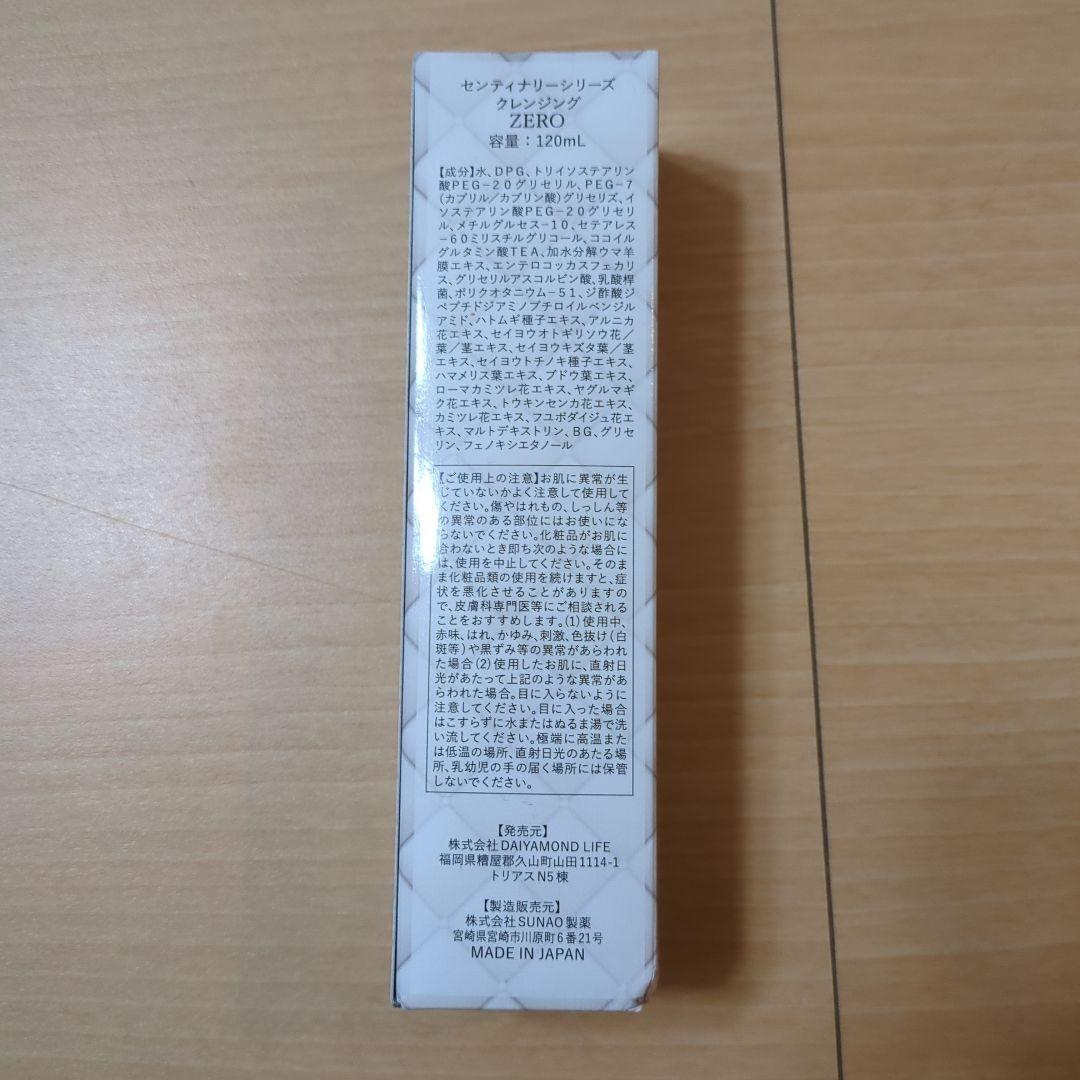 センティナリーシリーズ
クレンジング
ZERO
容量：120mL
【成分】水、DPG、トリイソステアリン
酸PEG−20グリセリル、PEG−7
(カプリル／カプリン酸)グリセリズ、イ
ソステアリン酸PEG−20グリセリ
ル、メチルグルセス−10、セテアレス
−60ミリスチルグリコール、ココイル
グルタミン酸TEA、加水分解ウマ羊
膜エキス、エンテロコッカスフェカリ
ス、グリセリルアスコルビン酸、乳酸桿
菌、ポリクオタニウム−51、ジ酢酸ジ
ペプチドジアミノブチロイルベンジル
アミド、ハトムギ種子エキス、アルニカ
花エキス、セイヨウオトギリソウ花／
葉／茎エキス、セイヨウキズタ葉／茎
エキス、セイヨウトチノキ種子エキス、
ハマメリス葉エキス、ブドウ葉エキス、
ローマカミツレ花エキス、ヤグルマギ
ク花エキス、トウキンセンカ花エキス、
カミツレ花エキス、フユボダイジュ花エ
キス、マルトデキストリン、BG、グリセ
リン、フェノキシエタノール
【ご使用上の注意】お肌に異常が生
じていないかよく注意して使用して
ください。傷やはれもの、しっしん等
の異常のある部位にはお使いにな
らないでください。化粧品がお肌に
合わないとき即ち次のような場合に
は、使用を中止してください。そのま
ま化粧品類の使用を続けますと、症
状を悪化させることがありますの
で、皮膚科専門医等にご相談される
ことをおすすめします。(1)使用中、
赤味、はれ、かゆみ、刺激、色抜け(白
斑等)や黒ずみ等の異常があらわれ
た場合(2)使用したお肌に、直射日
光があたって上記のような異常があ
らわれた場合。目に入らないように
注意してください。目に入った場合
はこすらずに水またはぬるま湯で洗
い流してください。極端に高温また
は低温の場所、直射日光のあたる場
所、乳幼児の手の届く場所には保管
しないでください。
【発売元】
株式会社DAIYAMOND LIFE
福岡県糟屋郡久山町山田1114-1
トリアスN5棟
【製造販売元】
株式会社SUNAO製薬
宮崎県宮崎市川原町6番21号
MADE IN JAPAN